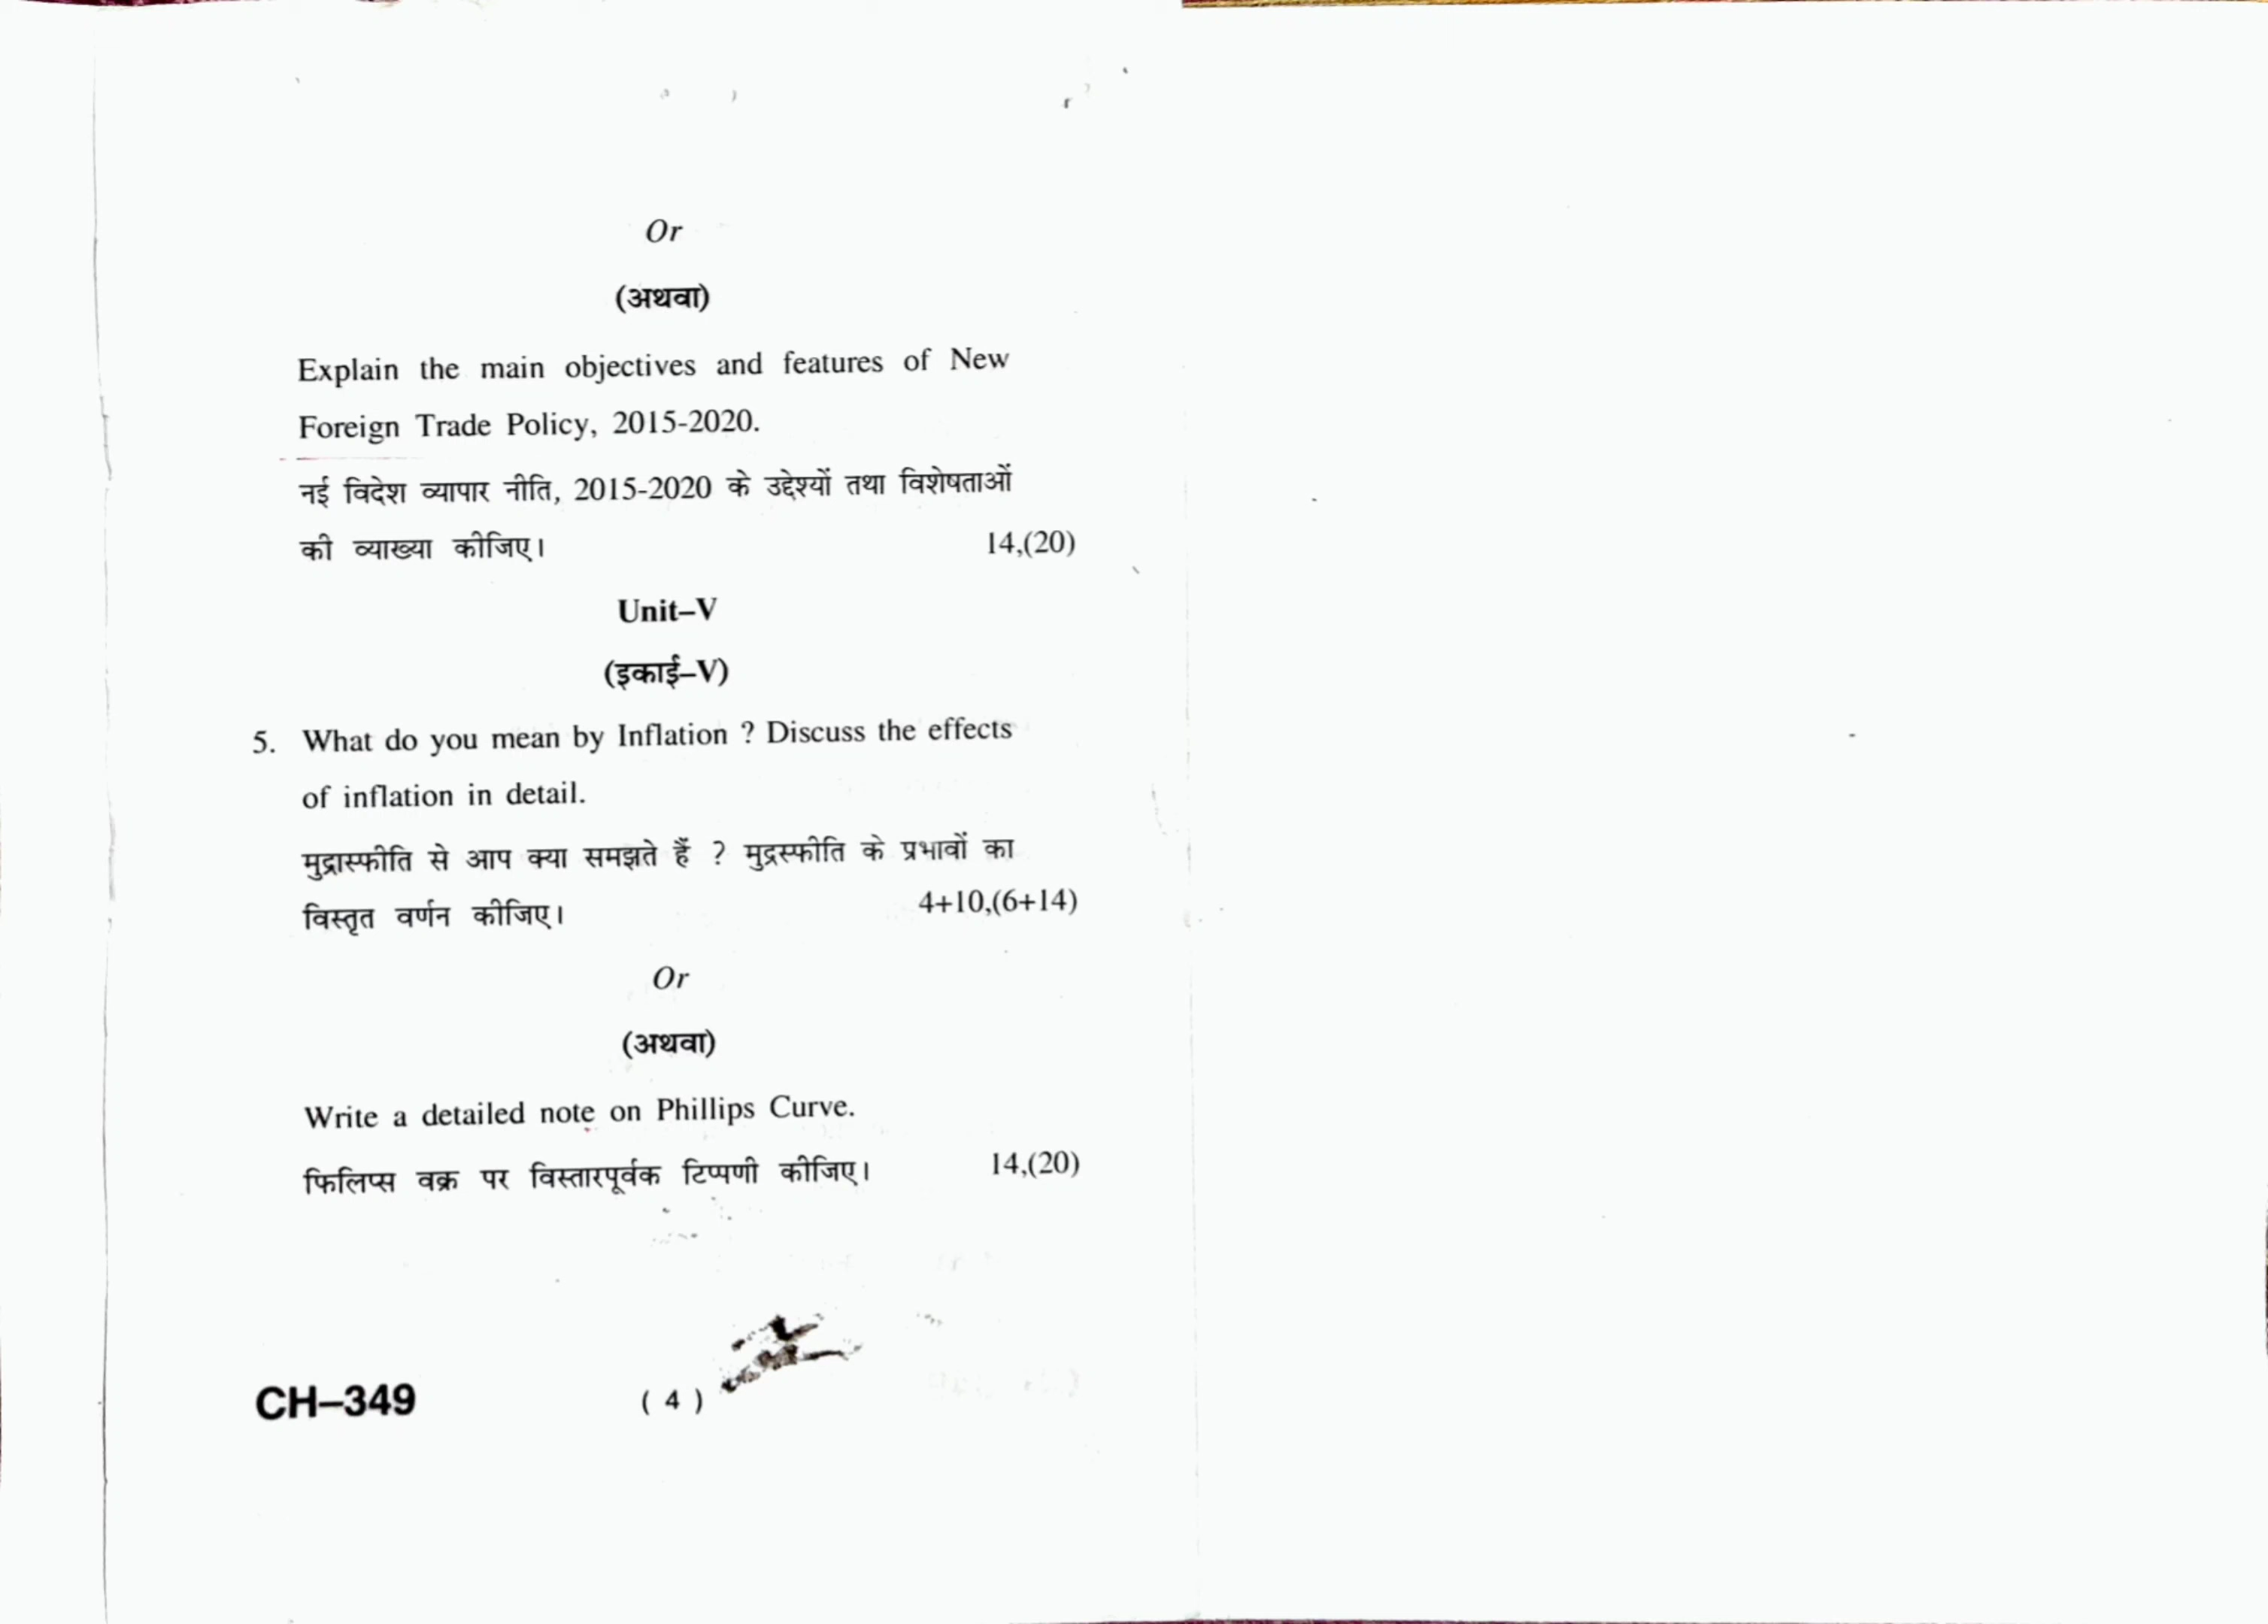 Or
(अथवा)
Explain the main objectives and features of New
Foreign Trade Policy, 2015-2020.
नई विदेश व्यापार नीति, 2015-2020 के उद्देश्यों तथा विशेषताओं
की व्याख्या कीजिए। 14,(20)
Unit–V
(इकाई–V)
5. What do you mean by Inflation ? Discuss the effects
of inflation in detail.
मुद्रास्फीति से आप क्या समझते हैं ? मुद्रस्फीति के प्रभावों का
विस्तृत वर्णन कीजिए। 4+10,(6+14)
Or
(अथवा)
Write a detailed note on Phillips Curve.
फिलिप्स वक्र पर विस्तारपूर्वक टिप्पणी कीजिए। 14,(20)
CH–349 ( 4 )